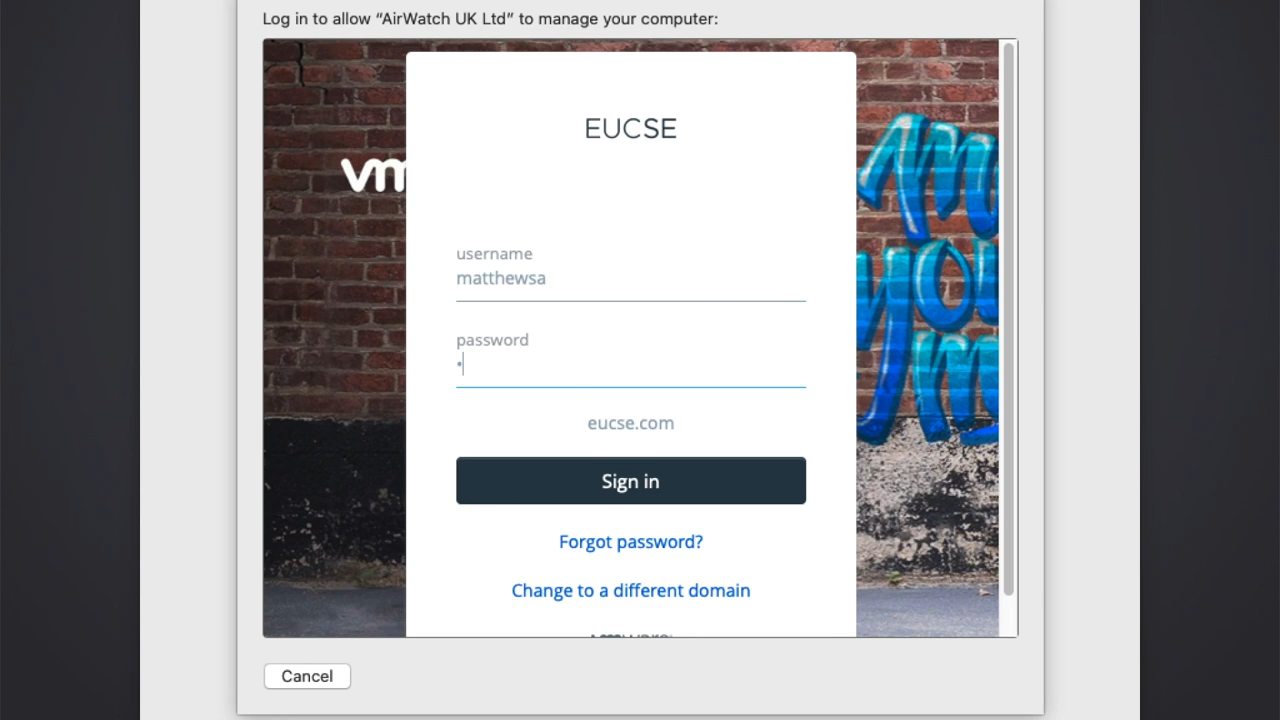 Log in to allow “AirWatch UK Ltd” to manage your computer:
EUCSE
vm
username
matthewsa
password
eucse.com
Sign in
Forgot password?
Change to a different domain
Cancel